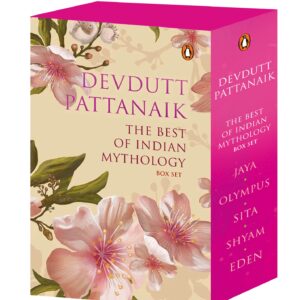 DEVDUTT
PATTANAIK
THE BEST
OF INDIAN
MYTHOLOGY
BOX SET
DEVDUTT
PATTANAIK
THE BEST
OF INDIAN
MYTHOLOGY
BOX SET
JAYA
OLYMPUS
SITA
SHYAM
EDEN